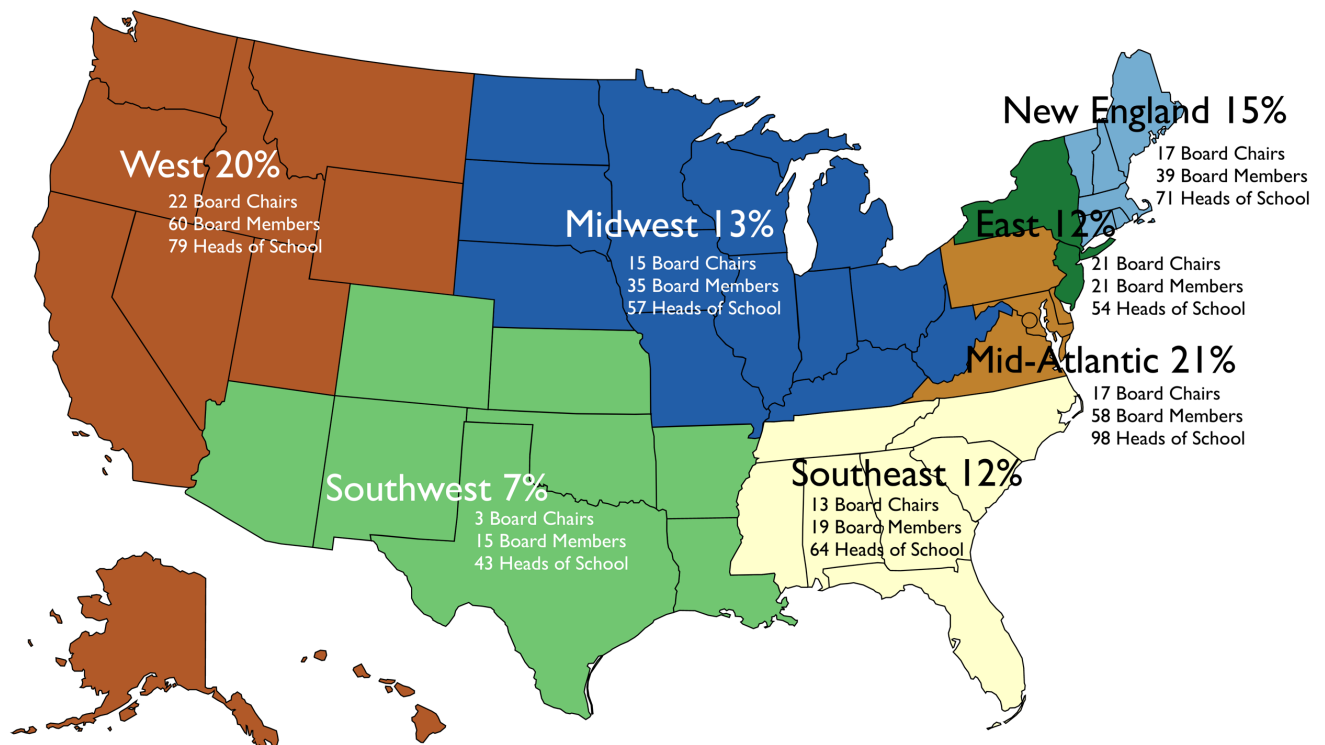 New England 15%
17 Board Chairs
39 Board Members
71 Heads of School
West 20%
22 Board Chairs
60 Board Members
79 Heads of School
Midwest 13%
15 Board Chairs
35 Board Members
57 Heads of School
East 12%
21 Board Chairs
21 Board Members
54 Heads of School
Mid-Atlantic 21%
17 Board Chairs
58 Board Members
98 Heads of School
Southeast 12%
13 Board Chairs
19 Board Members
64 Heads of School
Southwest 7%
3 Board Chairs
15 Board Members
43 Heads of School